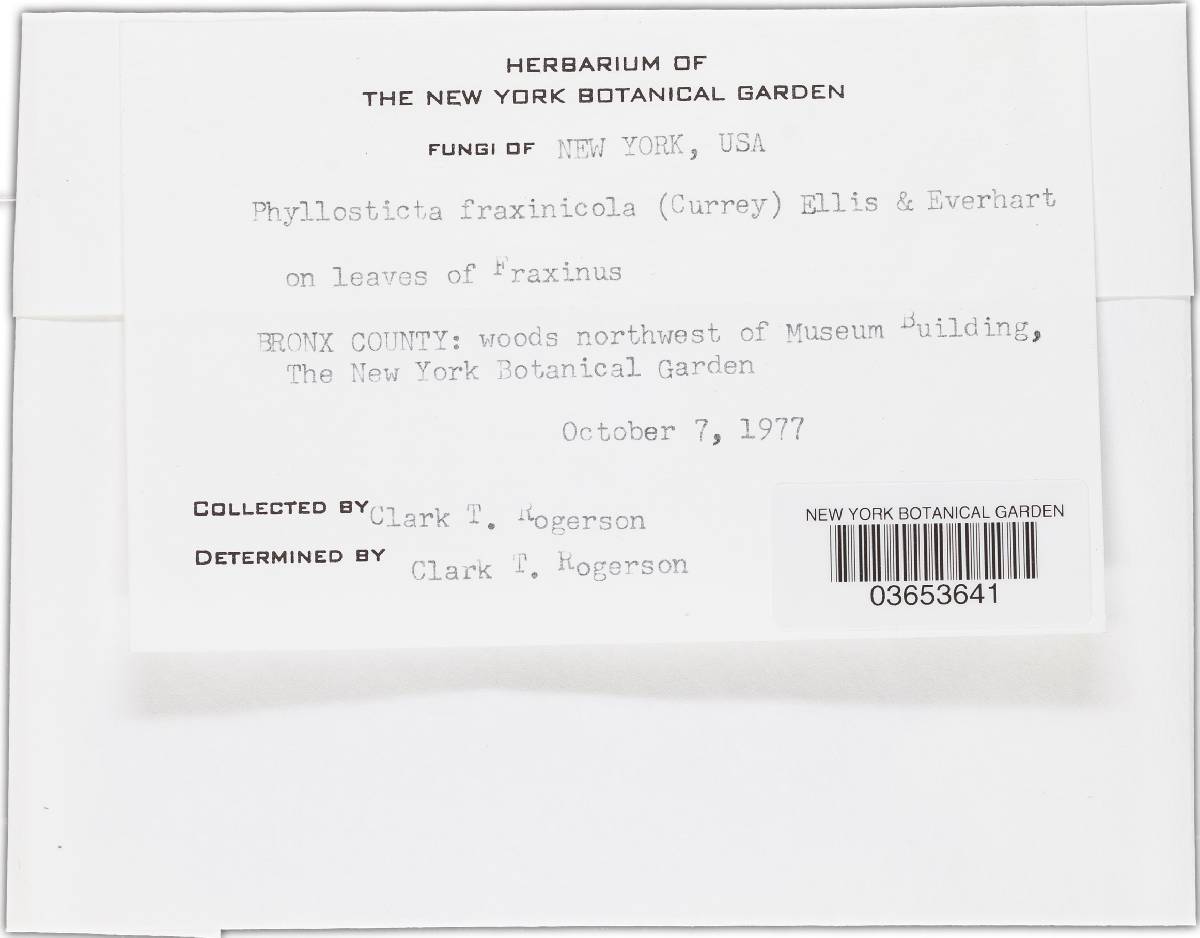 HERBARIUM OF
THE NEW YORK BOTANICAL GARDEN
FUNGI OF NEW YORK, USA
Phyllosticta fraxinicola (Currey) Ellis & Everhart
on leaves of Fraxinus
BRONX COUNTY: woods northwest of Museum Building,
The New York Botanical Garden
October 7, 1977
COLLECTED BY Clark T. Rogerson
DETERMINED BY Clark T. Rogerson
NEW YORK BOTANICAL GARDEN
03653641